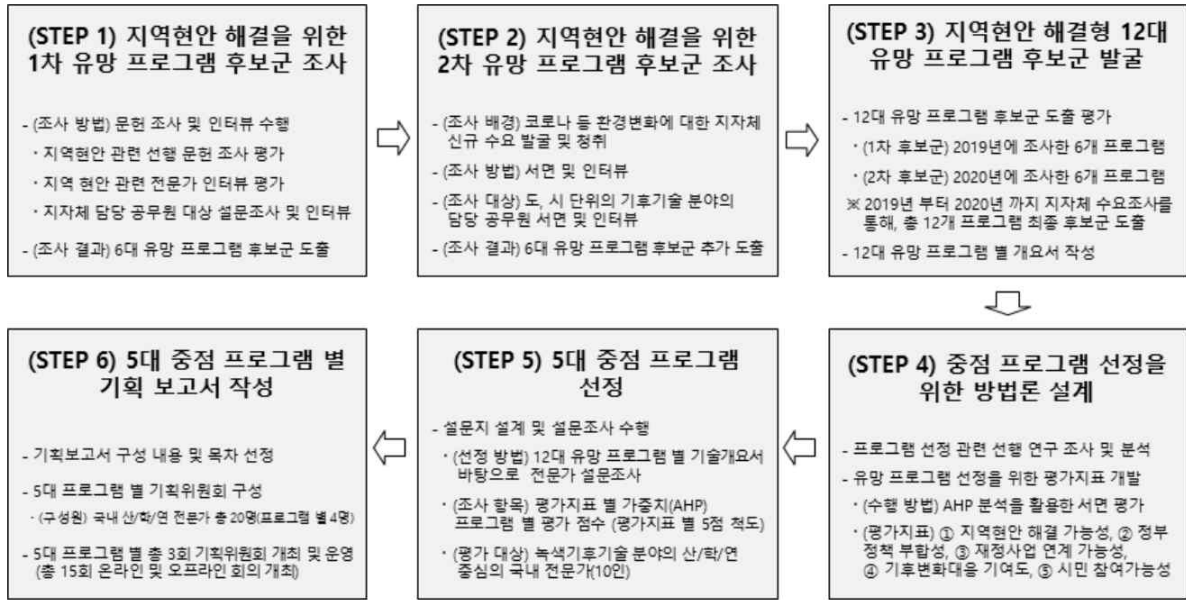 (STEP 1) 지역현안 해결을 위한
1차 유망 프로그램 후보군 조사
- (조사 방법) 문헌 조사 및 인터뷰 수행
· 지역현안 관련 선행 문헌 조사 평가
· 지역 현안 관련 전문가 인터뷰 평가
· 지자체 담당 공무원 대상 설문조사 및 인터뷰
- (조사 결과) 6대 유망 프로그램 후보군 도출
(STEP 2) 지역현안 해결을 위한
2차 유망 프로그램 후보군 조사
- (조사 배경) 코로나 등 환경변화에 대한 지자체
신규 수요 발굴 및 청취
- (조사 방법) 서면 및 인터뷰
- (조사 대상) 도, 시 단위의 기후기술 분야의
담당 공무원 서면 및 인터뷰
- (조사 결과) 6대 유망 프로그램 후보군 추가 도출
(STEP 3) 지역현안 해결형 12대
유망 프로그램 후보군 발굴
- 12대 유망 프로그램 후보군 도출 평가
· (1차 후보군) 2019년에 조사한 6개 프로그램
· (2차 후보군) 2020년에 조사한 6개 프로그램
※ 2019년 부터 2020년 까지 지자체 수요조사를
통해, 총 12개 프로그램 최종 후보군 도출
- 12대 유망 프로그램 별 개요서 작성
(STEP 4) 중점 프로그램 선정을
위한 방법론 설계
- 프로그램 선정 관련 선행 연구 조사 및 분석
- 유망 프로그램 선정을 위한 평가지표 개발
· (수행 방법) AHP 분석을 활용한 서면 평가
· (평가지표) ① 지역현안 해결 가능성, ② 정부
정책 부합성, ③ 재정사업 연계 가능성,
④ 기후변화대응 기여도, ⑤ 시민 참여가능성
(STEP 5) 5대 중점 프로그램
선정
- 설문지 설계 및 설문조사 수행
· (선정 방법) 12대 유망 프로그램 별 기술개요서
바탕으로 전문가 설문조사
· (조사 항목) 평가지표 별 가중치(AHP)
프로그램 별 평가 점수 (평가지표 별 5점 척도)
· (평가 대상) 녹색기후기술 분야의 산/학/연
중심의 국내 전문가(10인)
(STEP 6) 5대 중점 프로그램 별
기획 보고서 작성
- 기획보고서 구성 내용 및 목차 선정
- 5대 프로그램 별 기획위원회 구성
· (구성원) 국내 산/학/연 전문가 총 20명(프로그램 별 4명)
- 5대 프로그램 별 총 3회 기획위원회 개최 및 운영
(총 15회 온라인 및 오프라인 회의 개최)